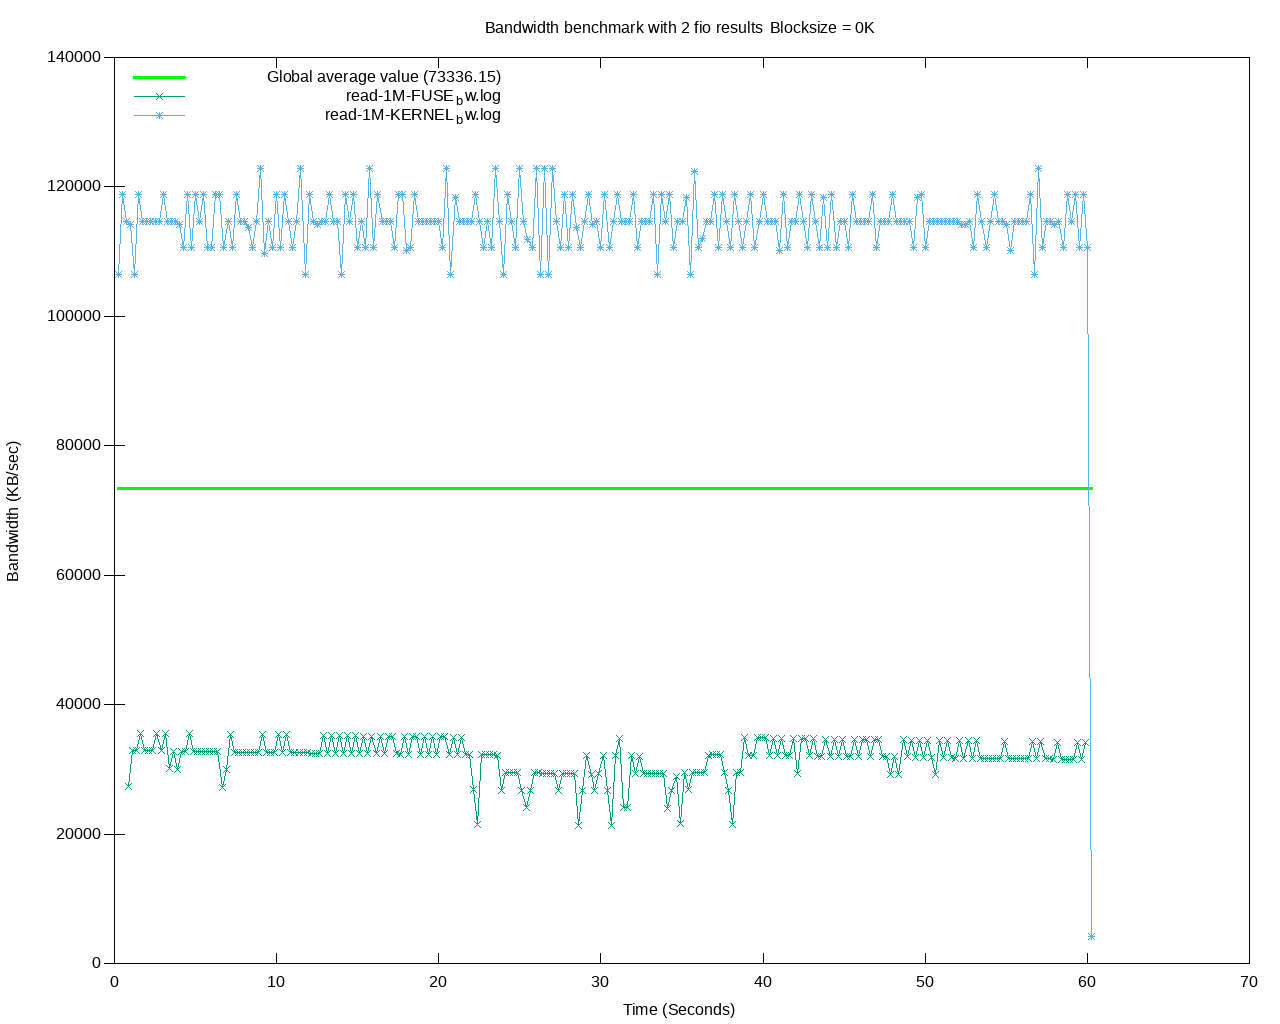 Bandwidth benchmark with 2 fio results Blocksize = 0K
Global average value (73336.15)
read-1M-FUSE_bw.log
read-1M-KERNEL_bw.log
140000
120000
100000
80000
60000
40000
20000
0
Bandwidth (KB/sec)
0 10 20 30 40 50 60 70
Time (Seconds)